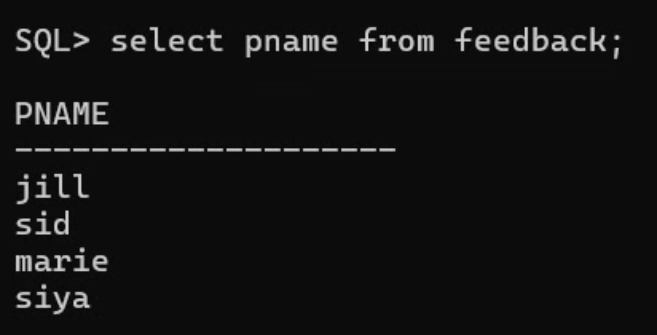 SQL> select pname from feedback;
PNAME
--------------------
jill
sid
marie
siya